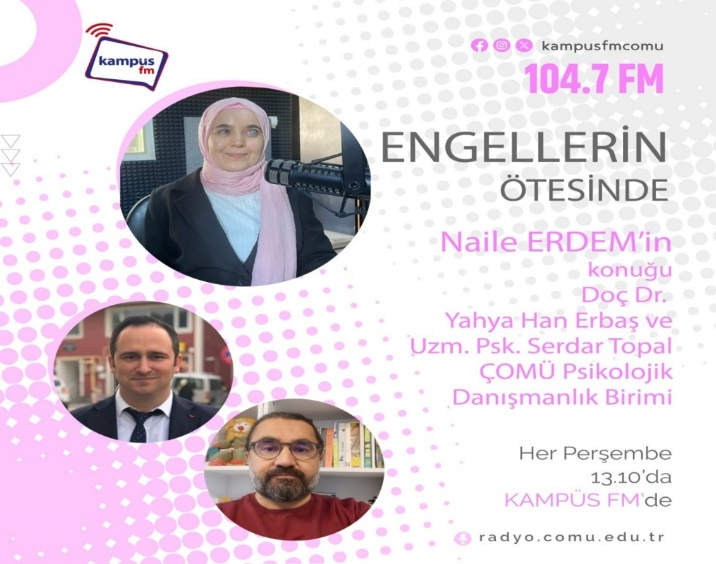 kampus
fm
kampusfmcomu
104.7 FM
ENGELLERİN
ÖTESİNDE
Naile ERDEM'in
konuğu
Doç Dr.
Yahya Han Erbaş ve
Uzm. Psk. Serdar Topal
ÇOMÜ Psikolojik
Danışmanlık Birimi
Her Perşembe
13.10'da
KAMPÜS FM'de
radyo.comu.edu.tr